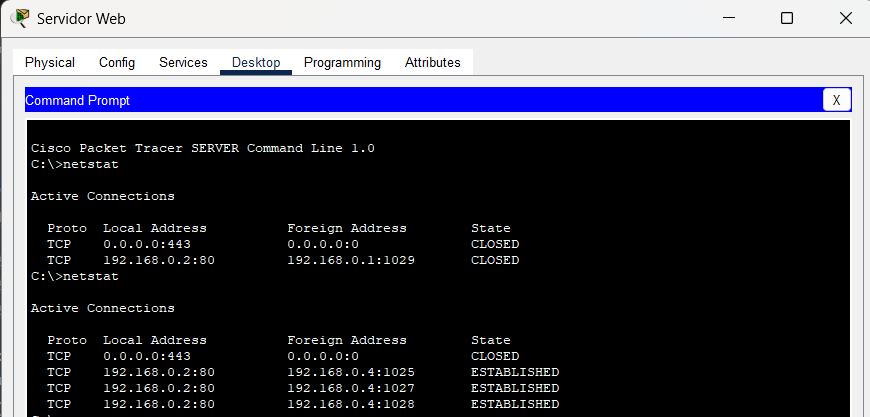 Servidor Web
Physical Config Services Desktop Programming Attributes
Command Prompt X
Cisco Packet Tracer SERVER Command Line 1.0
C:\>netstat
Active Connections
Proto Local Address Foreign Address State
TCP 0.0.0.0:443 0.0.0.0:0 CLOSED
TCP 192.168.0.2:80 192.168.0.1:1029 CLOSED
C:\>netstat
Active Connections
Proto Local Address Foreign Address State
TCP 0.0.0.0:443 0.0.0.0:0 CLOSED
TCP 192.168.0.2:80 192.168.0.4:1025 ESTABLISHED
TCP 192.168.0.2:80 192.168.0.4:1027 ESTABLISHED
TCP 192.168.0.2:80 192.168.0.4:1028 ESTABLISHED